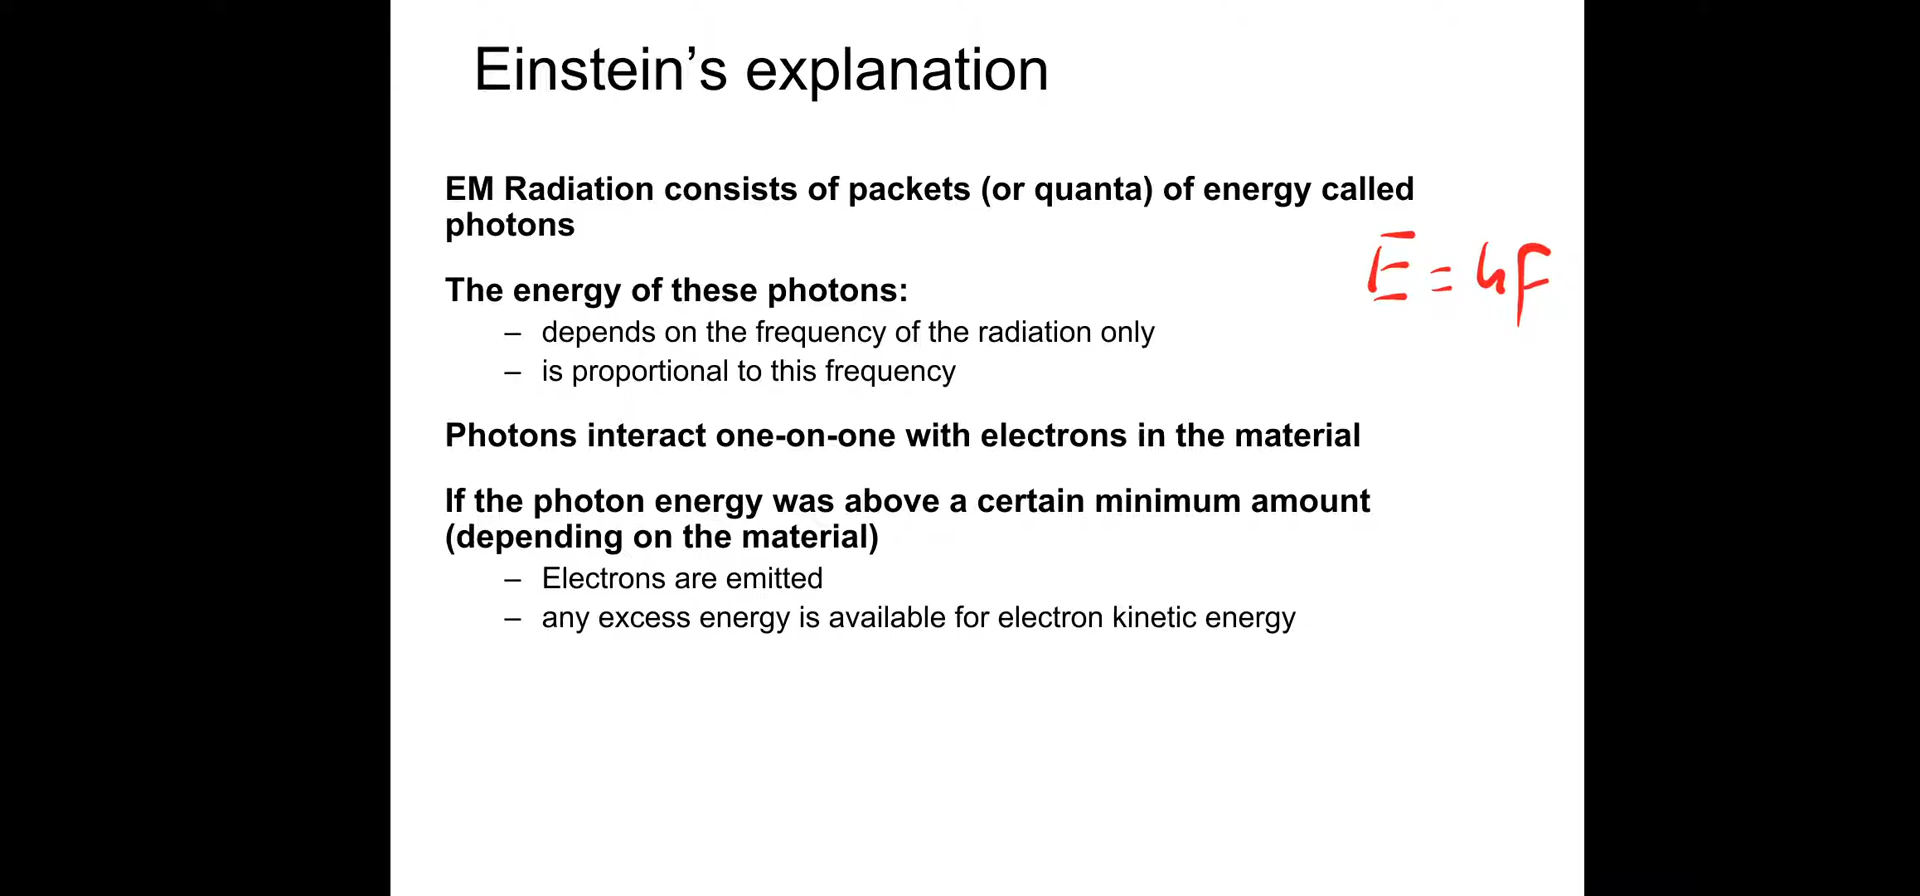 Einstein’s explanation
EM Radiation consists of packets (or quanta) of energy called
photons
E = hF
The energy of these photons:
– depends on the frequency of the radiation only
– is proportional to this frequency
Photons interact one-on-one with electrons in the material
If the photon energy was above a certain minimum amount
(depending on the material)
– Electrons are emitted
– any excess energy is available for electron kinetic energy